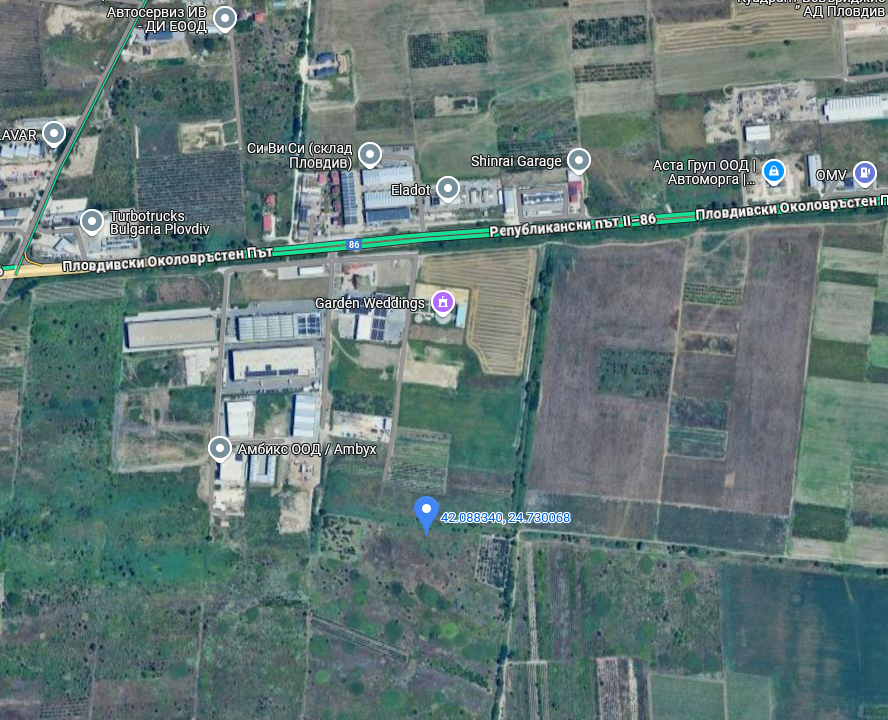 Автосервиз ИВ
- ДИ ЕООД
" АД Пловдив
AVAR
Си Ви Си (склад
Пловдив)
Shinrai Garage
Eladot
Аста Груп ООД |
Автоморга |...
OMV
Turbotrucks
Bulgaria Plovdiv
Републикански път II–86
Пловдивски Околовръстен П
86
Пловдивски Околовръстен Път
Garden Weddings
Амбикс ООД / Ambyx
42.088340, 24.730068